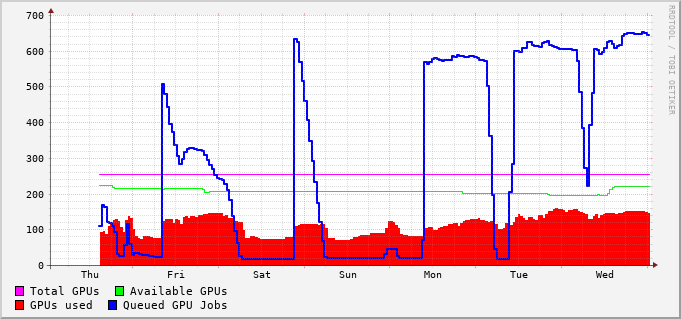 700
600
500
400
300
200
100
0
Thu Fri Sat Sun Mon Tue Wed
Total GPUs Available GPUs
GPUs used Queued GPU Jobs
RRDTOOL / TOBI OETIKER